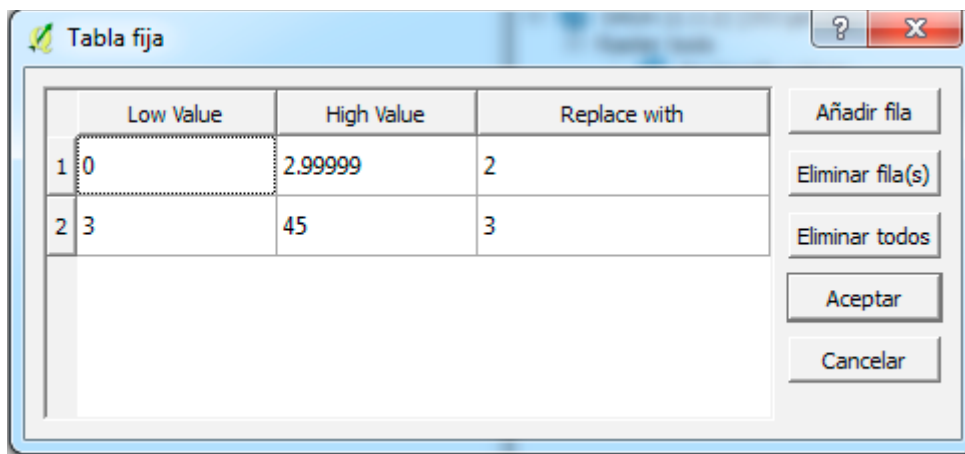 Tabla fija
Low Value High Value Replace with
1 0 2.99999 2
2 3 45 3
Añadir fila
Eliminar fila(s)
Eliminar todos
Aceptar
Cancelar